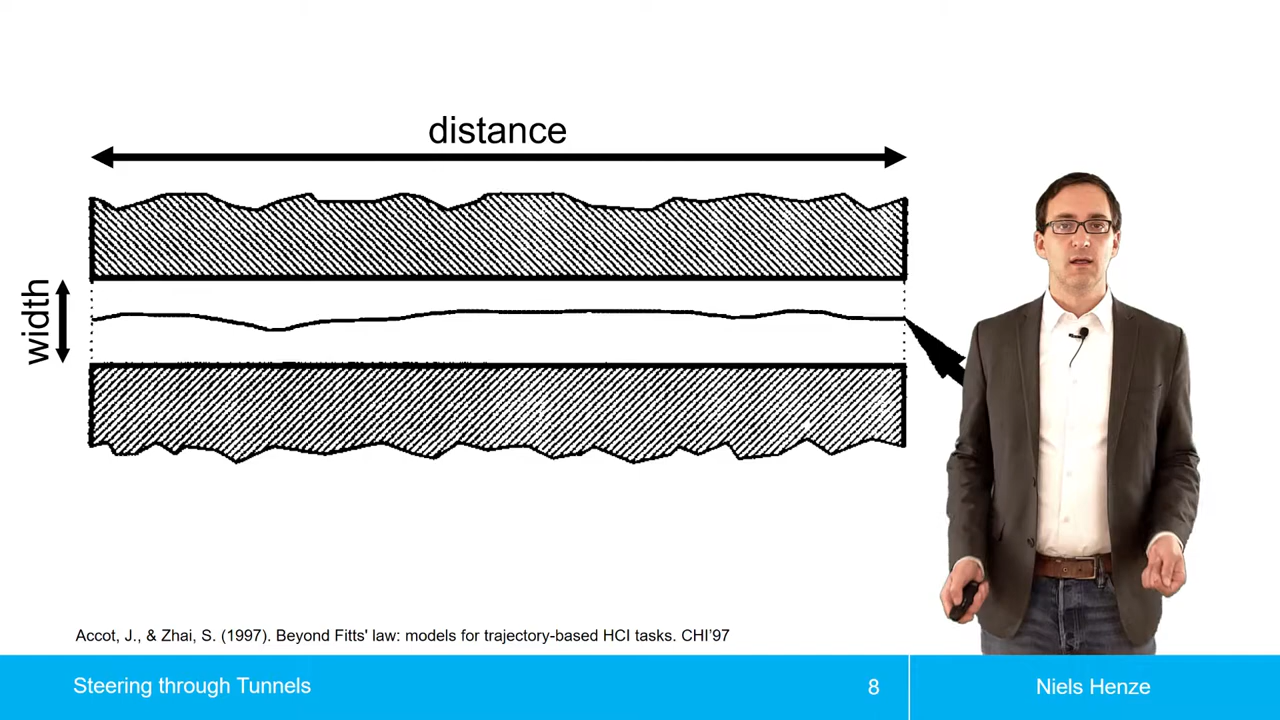 distance
width
Accot, J., & Zhai, S. (1997). Beyond Fitts' law: models for trajectory-based HCI tasks. CHI'97
Steering through Tunnels
8
Niels Henze